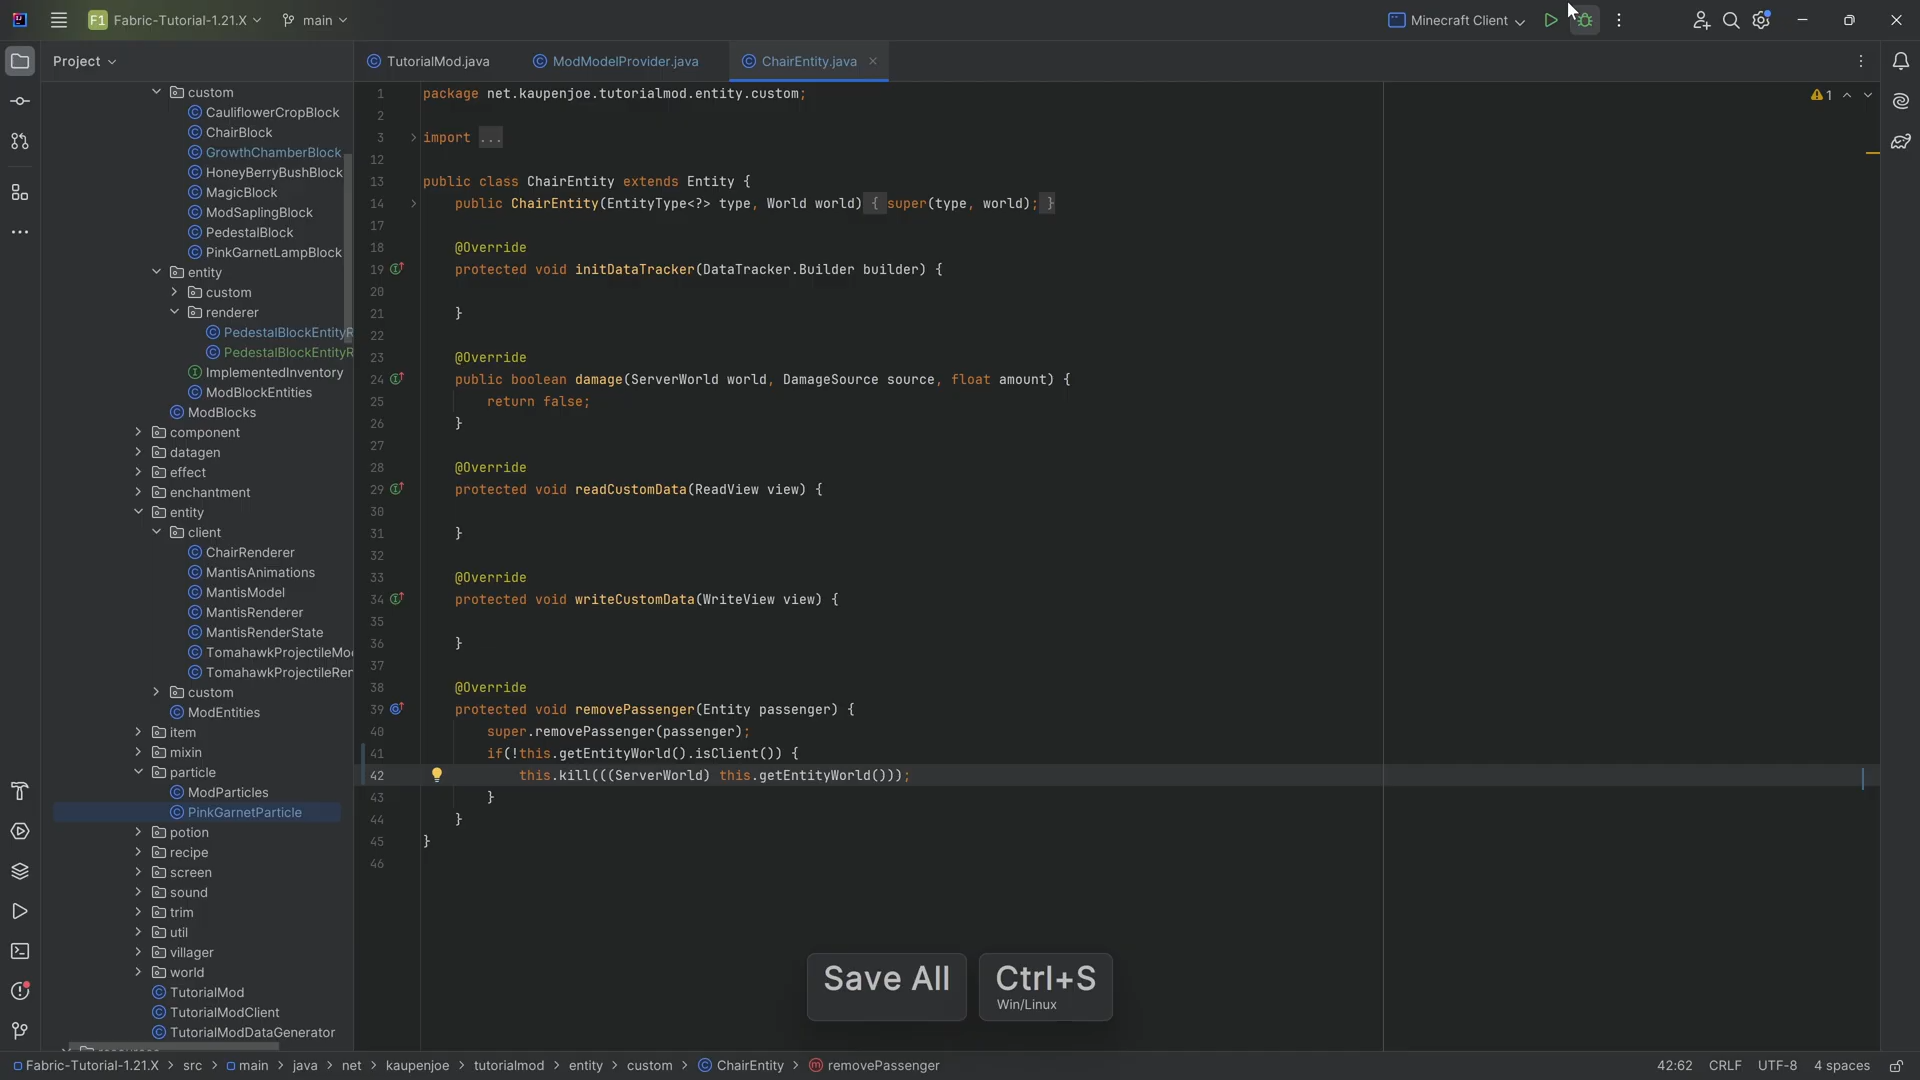 F1 Fabric-Tutorial-1.21.X main Minecraft Client
Project
TutorialMod.java ModModelProvider.java ChairEntity.java
custom
CauliflowerCropBlock
ChairBlock
GrowthChamberBlock
HoneyBerryBushBlock
MagicBlock
ModSaplingBlock
PedestalBlock
PinkGarnetLampBlock
entity
custom
renderer
PedestalBlockEntityR
PedestalBlockEntityR
ImplementedInventory
ModBlockEntities
ModBlocks
component
datagen
effect
enchantment
entity
client
ChairRenderer
MantisAnimations
MantisModel
MantisRenderer
MantisRenderState
TomahawkProjectileMo
TomahawkProjectileRer
custom
ModEntities
item
mixin
particle
ModParticles
PinkGarnetParticle
potion
recipe
screen
sound
trim
util
villager
world
TutorialMod
TutorialModClient
TutorialModDataGenerator
1 package net.kaupenjoe.tutorialmod.entity.custom;
2
3 import ...
12
13 public class ChairEntity extends Entity {
14 public ChairEntity(EntityType<?> type, World world) { super(type, world); }
17
18 @Override
19 protected void initDataTracker(DataTracker.Builder builder) {
20
21 }
22
23 @Override
24 public boolean damage(ServerWorld world, DamageSource source, float amount) {
25 return false;
26 }
27
28 @Override
29 protected void readCustomData(ReadView view) {
30
31 }
32
33 @Override
34 protected void writeCustomData(WriteView view) {
35
36 }
37
38 @Override
39 protected void removePassenger(Entity passenger) {
40 super.removePassenger(passenger);
41 if(!this.getEntityWorld().isClient()) {
42 this.kill(((ServerWorld) this.getEntityWorld()));
43 }
44 }
45 }
46
1
Save All
Ctrl+S
Win/Linux
Fabric-Tutorial-1.21.X > src > main > java > net > kaupenjoe > tutorialmod > entity > custom > ChairEntity > removePassenger 42:62 CRLF UTF-8 4 spaces